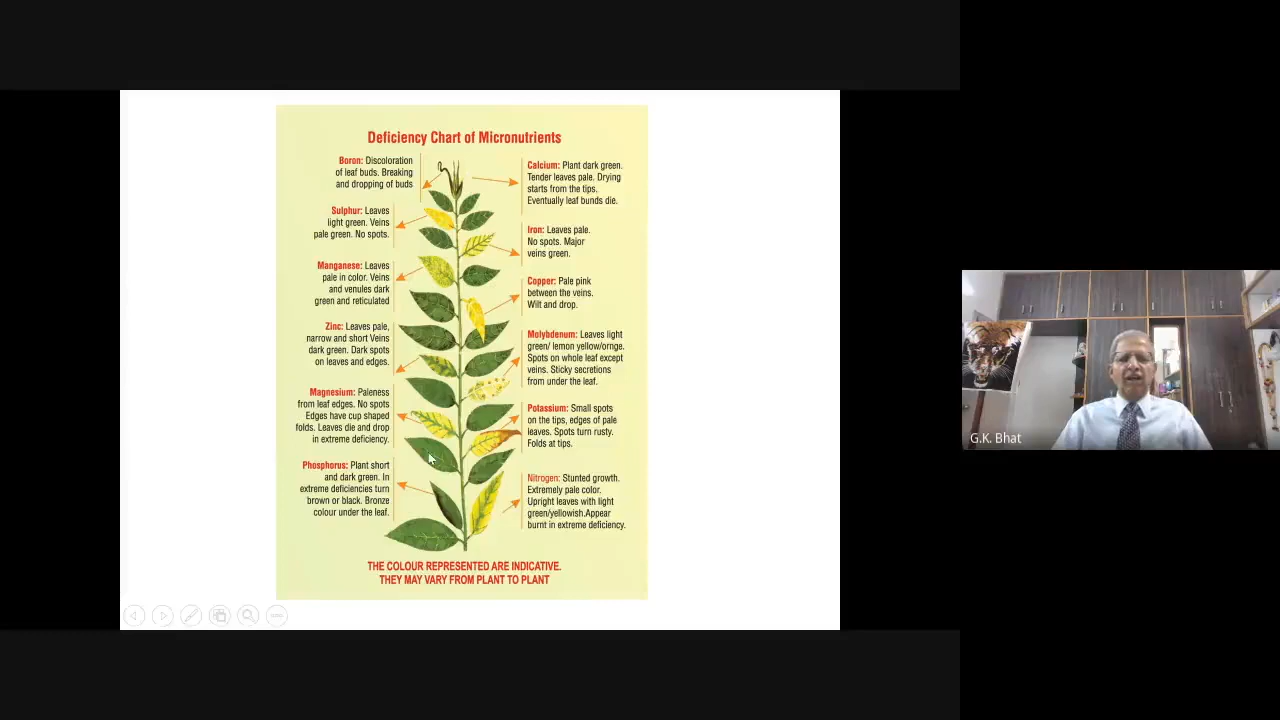 Deficiency Chart of Micronutrients
Boron: Discoloration
of leaf buds. Breaking
and dropping of buds
Sulphur: Leaves
light green. Veins
pale green. No spots.
Manganese: Leaves
pale in color. Veins
and venules dark
green and reticulated
Zinc: Leaves pale,
narrow and short Veins
dark green. Dark spots
on leaves and edges.
Magnesium: Paleness
from leaf edges. No spots
Edges have cup shaped
folds. Leaves die and drop
in extreme deficiency.
Phosphorus: Plant short
and dark green. In
extreme deficiencies turn
brown or black. Bronze
colour under the leaf.
Calcium: Plant dark green.
Tender leaves pale. Drying
starts from the tips.
Eventually leaf bunds die.
Iron: Leaves pale.
No spots. Major
veins green.
Copper: Pale pink
between the veins.
Wilt and drop.
Molybdenum: Leaves light
green/ lemon yellow/ornge.
Spots on whole leaf except
veins. Sticky secretions
from under the leaf.
Potassium: Small spots
on the tips, edges of pale
leaves. Spots turn rusty.
Folds at tips.
Nitrogen: Stunted growth.
Extremely pale color.
Upright leaves with light
green/yellowish.Appear
burnt in extreme deficiency.
THE COLOUR REPRESENTED ARE INDICATIVE.
THEY MAY VARY FROM PLANT TO PLANT
G.K. Bhat